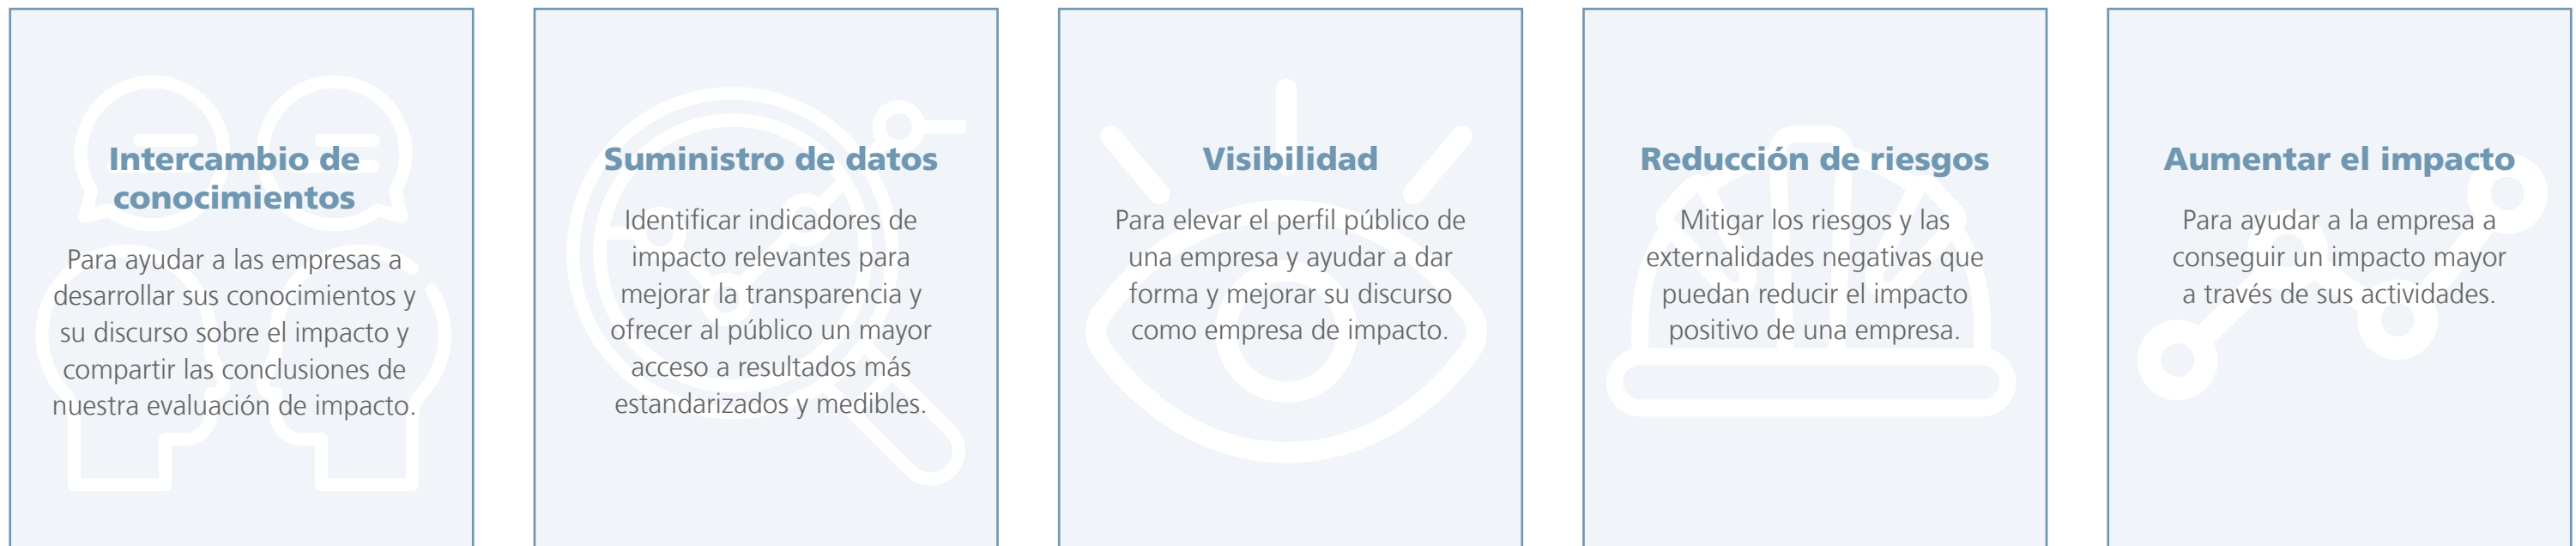 Intercambio de
conocimientos
Para ayudar a las empresas a
desarrollar sus conocimientos y
su discurso sobre el impacto y
compartir las conclusiones de
nuestra evaluación de impacto.
Suministro de datos
Identificar indicadores de
impacto relevantes para
mejorar la transparencia y
ofrecer al público un mayor
acceso a resultados más
estandarizados y medibles.
Visibilidad
Para elevar el perfil público de
una empresa y ayudar a dar
forma y mejorar su discurso
como empresa de impacto.
Reducción de riesgos
Mitigar los riesgos y las
externalidades negativas que
puedan reducir el impacto
positivo de una empresa.
Aumentar el impacto
Para ayudar a la empresa a
conseguir un impacto mayor
a través de sus actividades.